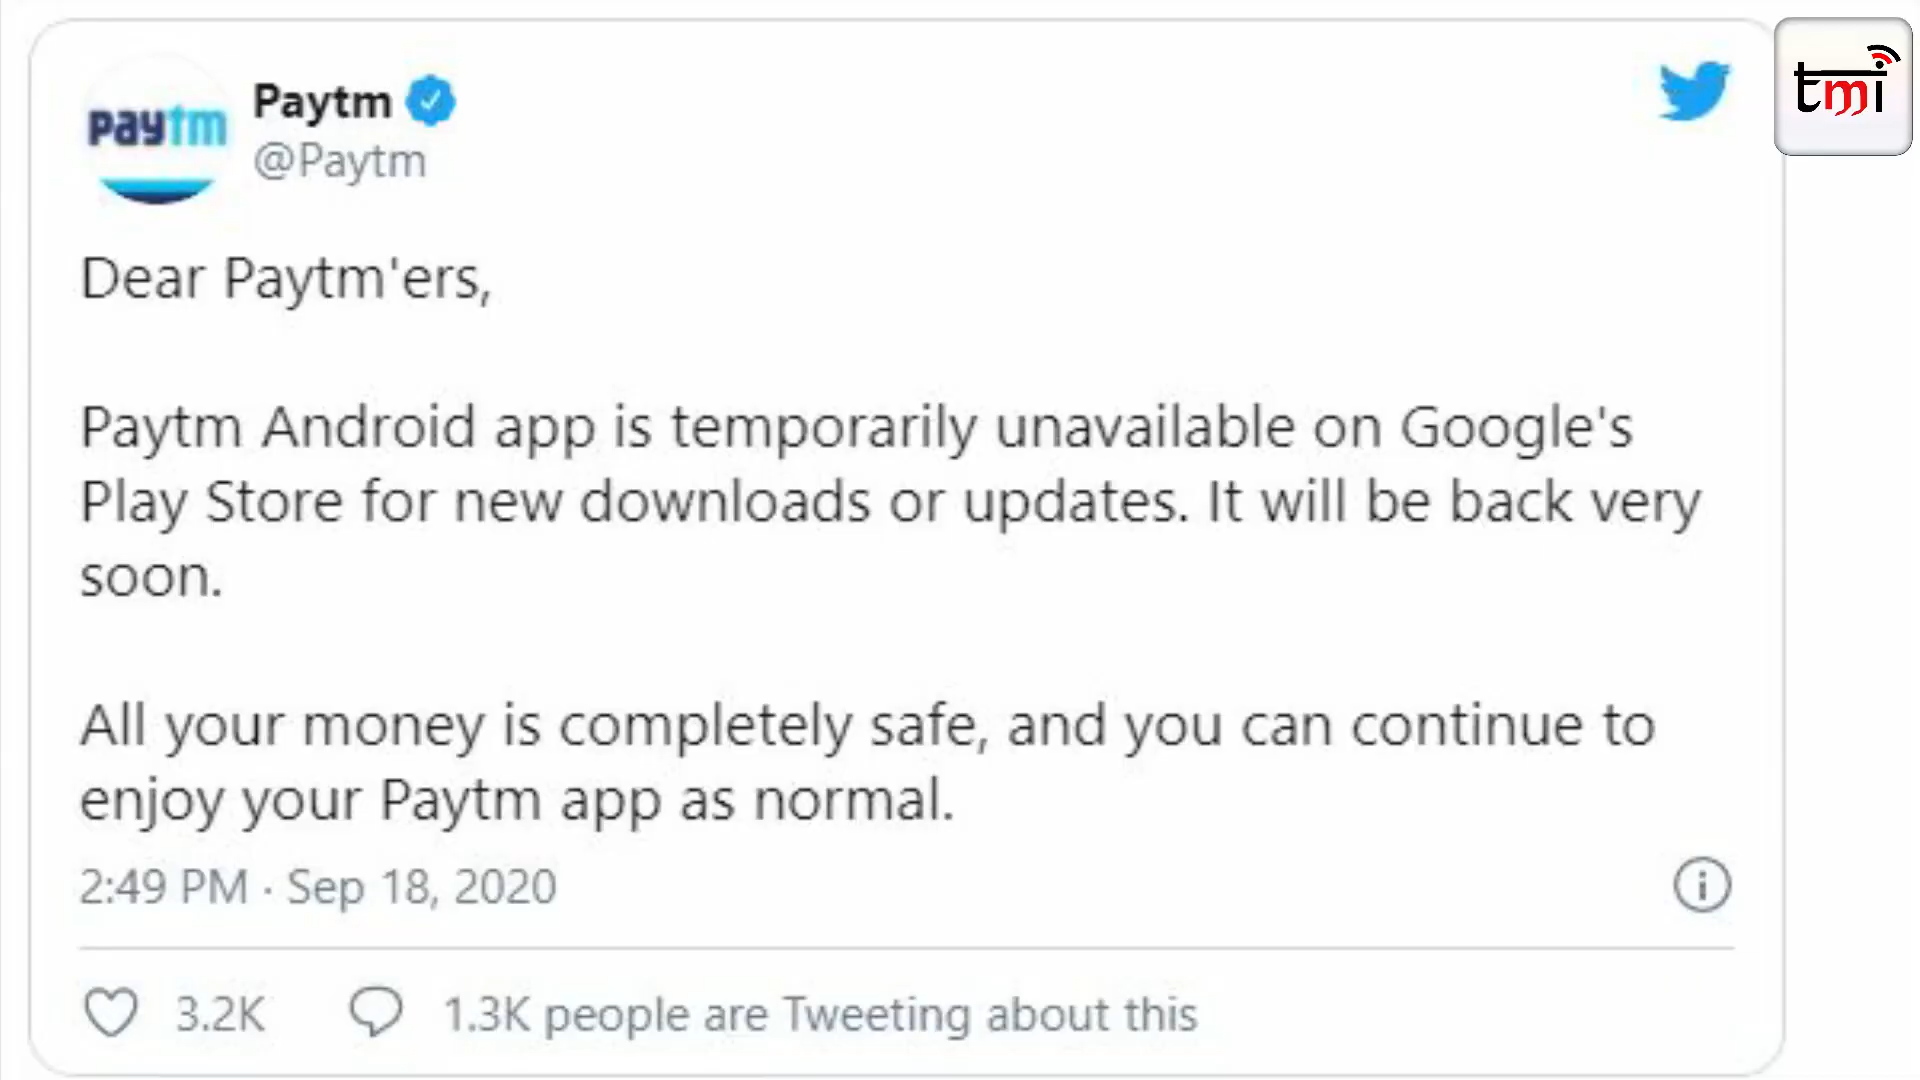 paytm
Paytm
@Paytm
tmi
Dear Paytm'ers,
Paytm Android app is temporarily unavailable on Google's
Play Store for new downloads or updates. It will be back very
soon.
All your money is completely safe, and you can continue to
enjoy your Paytm app as normal.
2:49 PM · Sep 18, 2020
3.2K
1.3K people are Tweeting about this